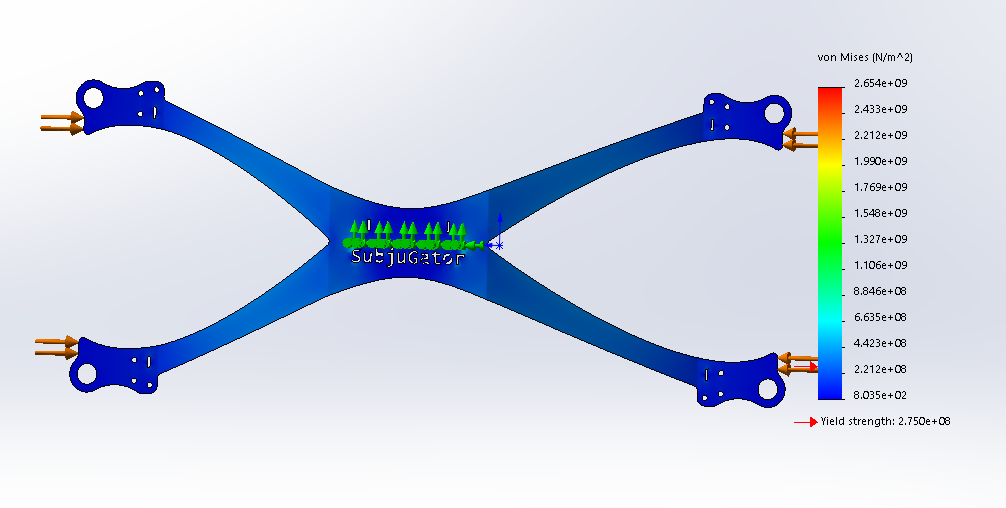 von Mises (N/m^2)
2.654e+09
2.433e+09
2.212e+09
1.990e+09
1.769e+09
1.548e+09
1.327e+09
1.106e+09
8.846e+08
6.635e+08
4.423e+08
2.212e+08
8.035e+02
Yield strength: 2.750e+08
SubjuGator